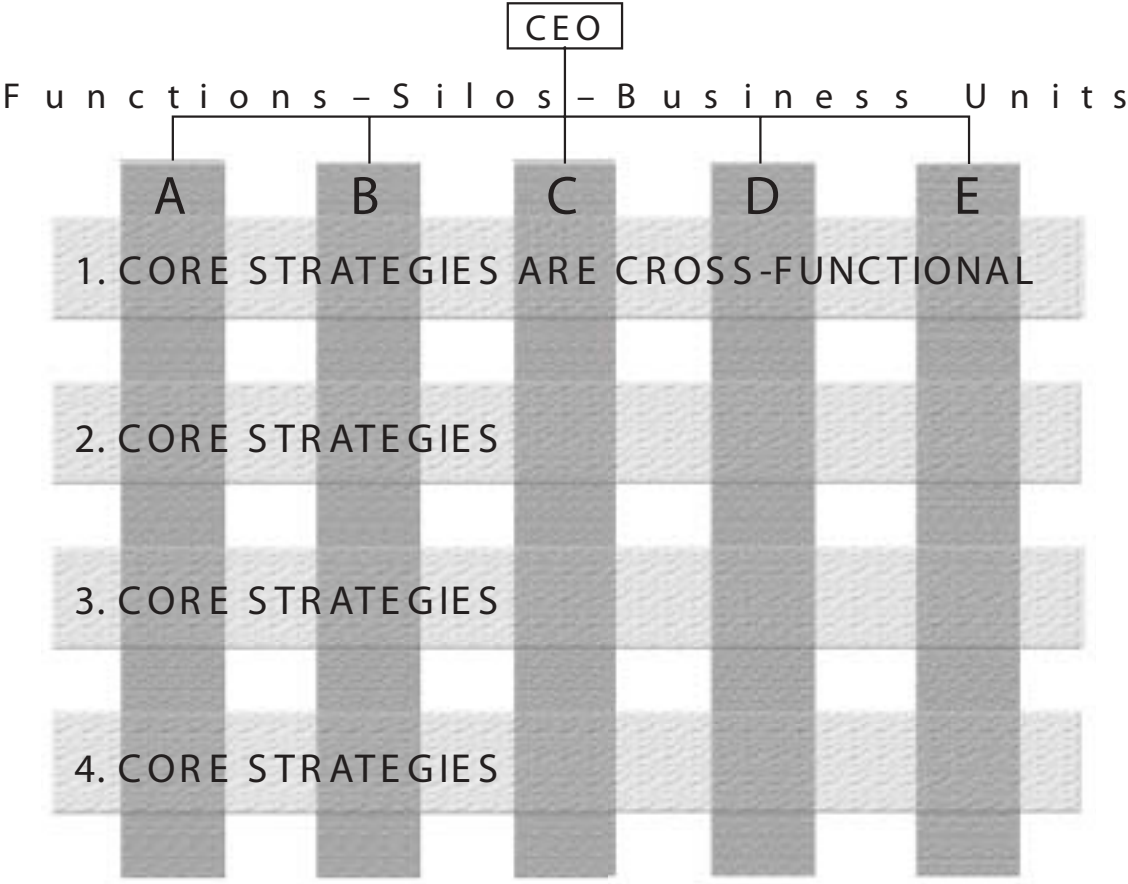 CEO
Functions–Silos–Business Units
A B C D E
1. CORE STRATEGIES ARE CROSS-FUNCTIONAL
2. CORE STRATEGIES
3. CORE STRATEGIES
4. CORE STRATEGIES